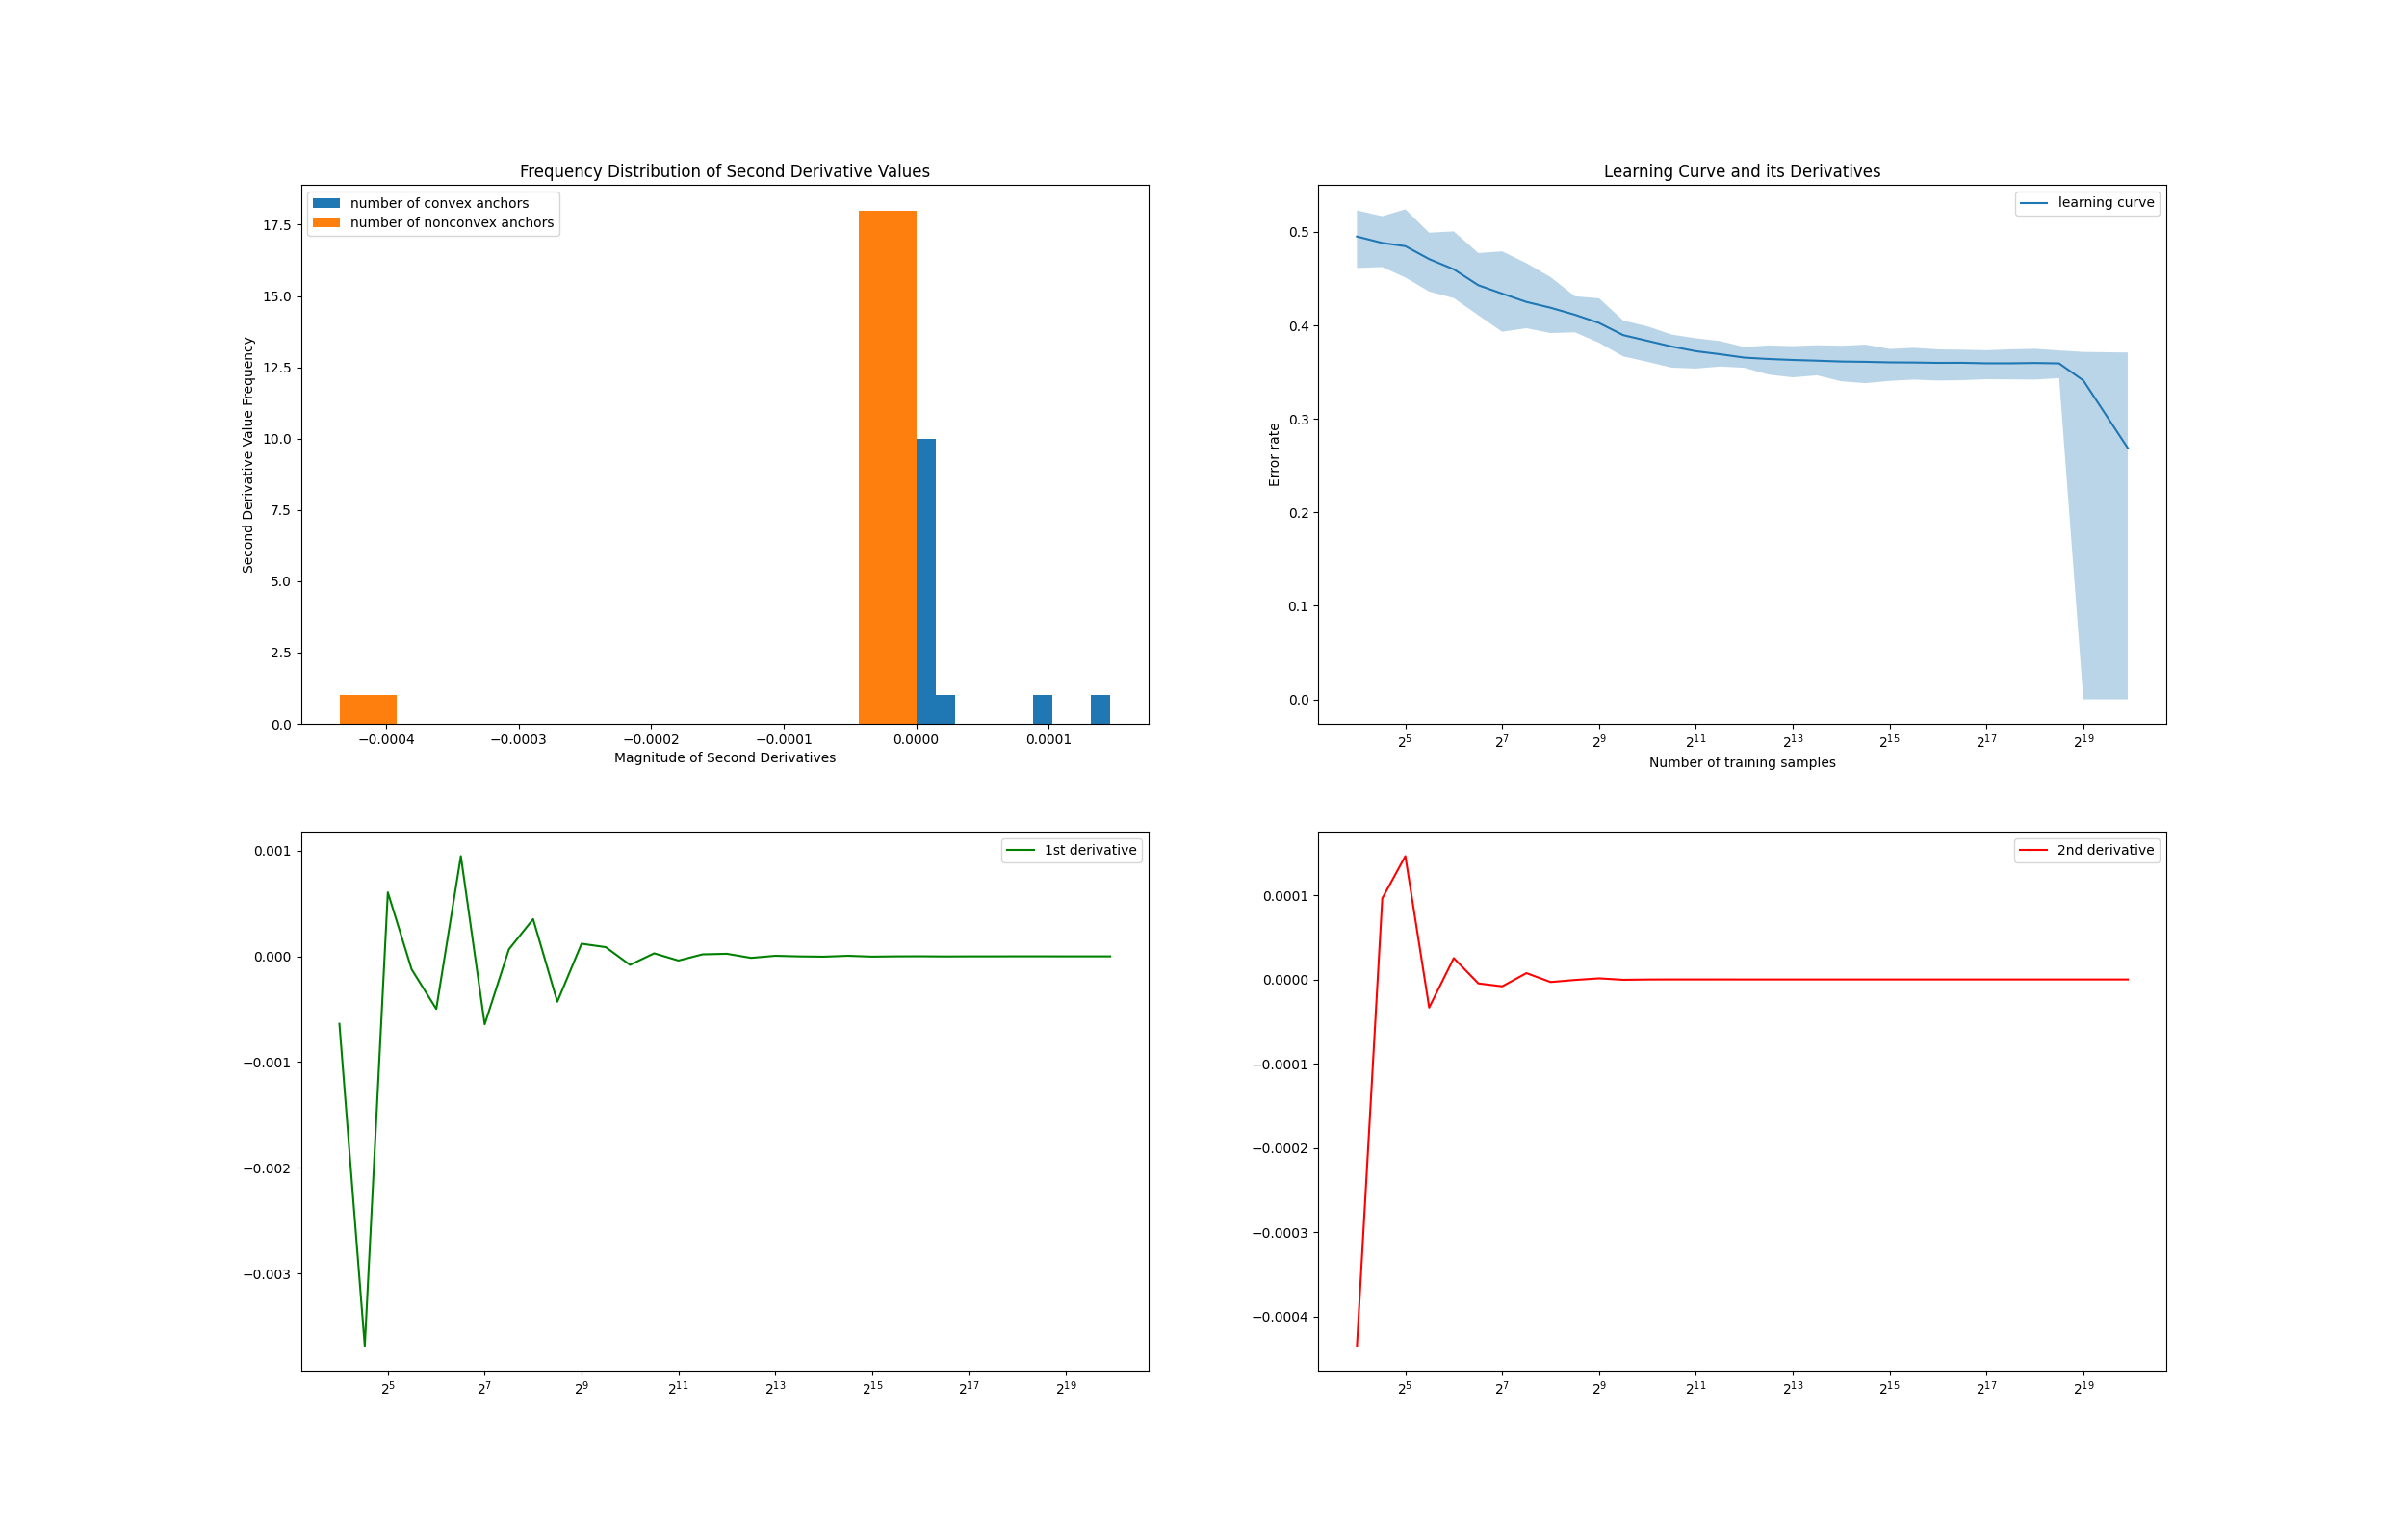 Frequency Distribution of Second Derivative Values
number of convex anchors
number of nonconvex anchors
Second Derivative Value Frequency
17.5
15.0
12.5
10.0
7.5
5.0
2.5
0.0
−0.0004 −0.0003 −0.0002 −0.0001 0.0000 0.0001
Magnitude of Second Derivatives
Learning Curve and its Derivatives
learning curve
Error rate
0.5
0.4
0.3
0.2
0.1
0.0
2^5 2^7 2^9 2^11 2^13 2^15 2^17 2^19
Number of training samples
1st derivative
0.001
0.000
−0.001
−0.002
−0.003
2^5 2^7 2^9 2^11 2^13 2^15 2^17 2^19
2nd derivative
0.0001
0.0000
−0.0001
−0.0002
−0.0003
−0.0004
2^5 2^7 2^9 2^11 2^13 2^15 2^17 2^19